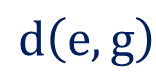 d(e, g)